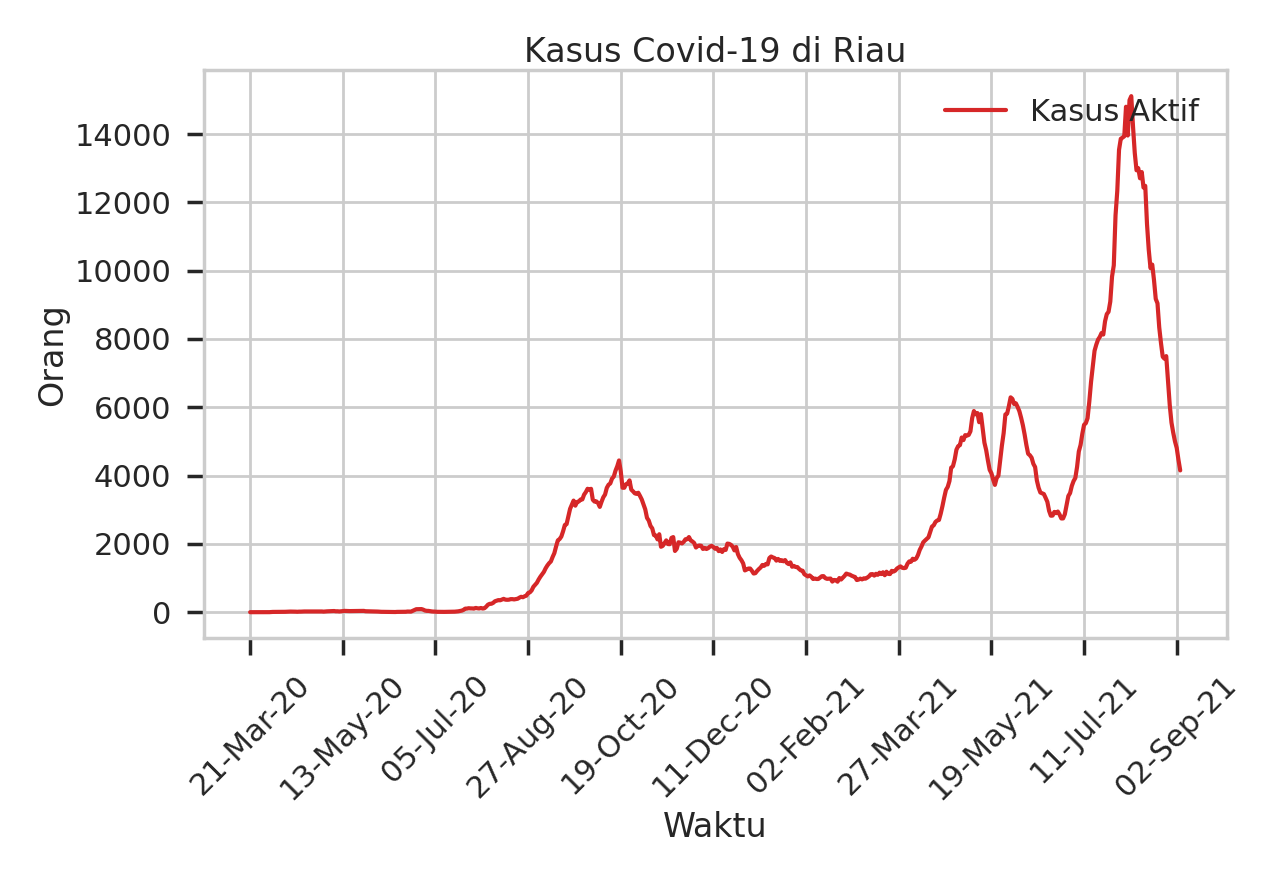 Kasus Covid-19 di Riau
Kasus Aktif
Orang
14000
12000
10000
8000
6000
4000
2000
0
21-Mar-20
13-May-20
05-Jul-20
27-Aug-20
19-Oct-20
11-Dec-20
02-Feb-21
27-Mar-21
19-May-21
11-Jul-21
02-Sep-21
Waktu